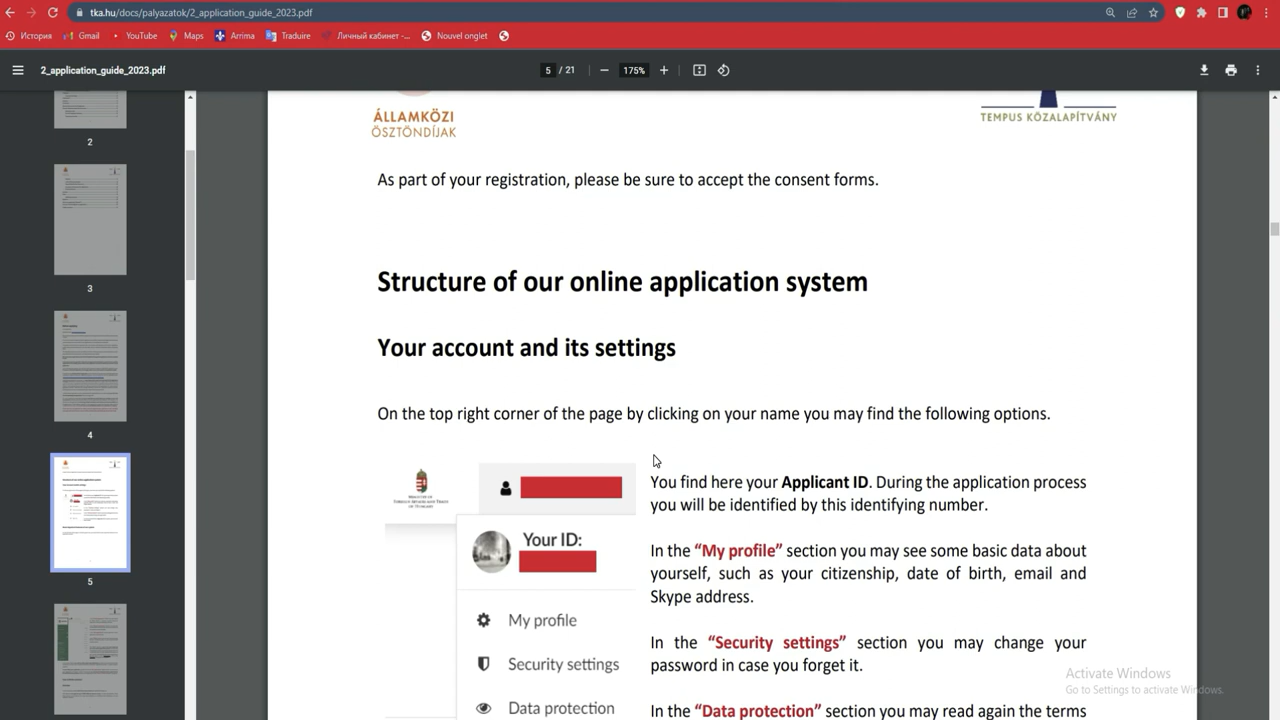 tka.hu/docs/palyazatok/2_application_guide_2023.pdf
История Gmail YouTube Maps Arrima Traduire Личный кабинет -... Nouvel onglet
2_application_guide_2023.pdf 5 / 21 175%
2
3
4
5
ÁLLAMKÖZI
ÖSZTÖNDÍJAK
TEMPUS KÖZALAPÍTVÁNY
As part of your registration, please be sure to accept the consent forms.
Structure of our online application system
Your account and its settings
On the top right corner of the page by clicking on your name you may find the following options.
MINISTRY OF
FOREIGN AFFAIRS AND TRADE
OF HUNGARY
Your ID:
My profile
Security settings
Data protection
You find here your Applicant ID. During the application process
you will be identified by this identifying number.
In the “My profile” section you may see some basic data about
yourself, such as your citizenship, date of birth, email and
Skype address.
In the “Security settings” section you may change your
password in case you forget it.
In the “Data protection” section you may read again the terms
Activate Windows
Go to Settings to activate Windows.